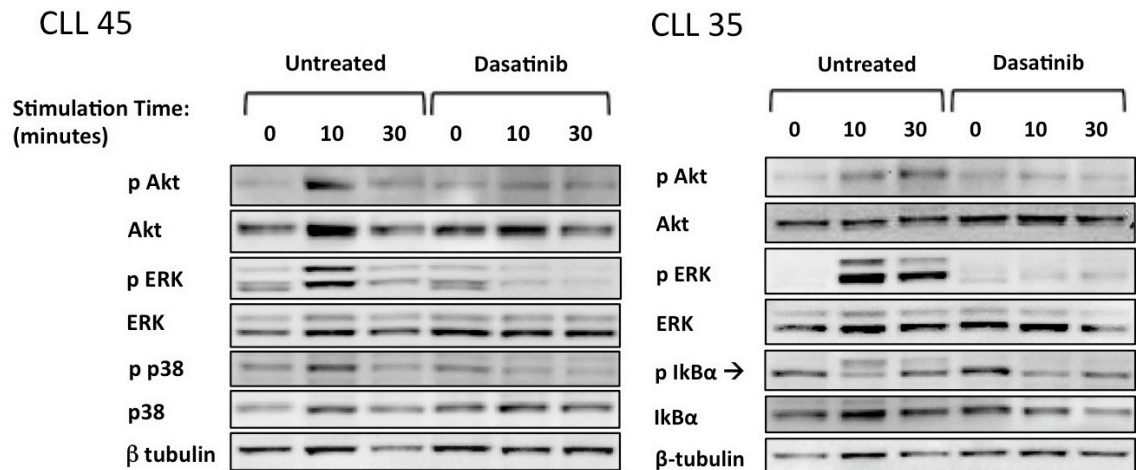 CLL 45
Untreated Dasatinib
Stimulation Time:
(minutes)
0 10 30 0 10 30
p Akt
Akt
p ERK
ERK
p p38
p38
β tubulin
CLL 35
Untreated Dasatinib
0 10 30 0 10 30
p Akt
Akt
p ERK
ERK
p IkBα →
IkBα
β-tubulin